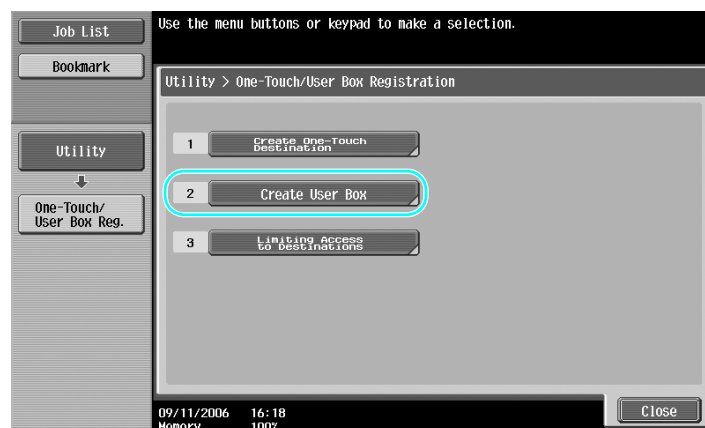 Job List
Bookmark
Use the menu buttons or keypad to make a selection.
Utility > One-Touch/User Box Registration
Utility
One-Touch/
User Box Reg.
1 Create One-Touch
Destination
2 Create User Box
3 Limiting Access
to Destinations
09/11/2006 16:18
Memory 100%
Close